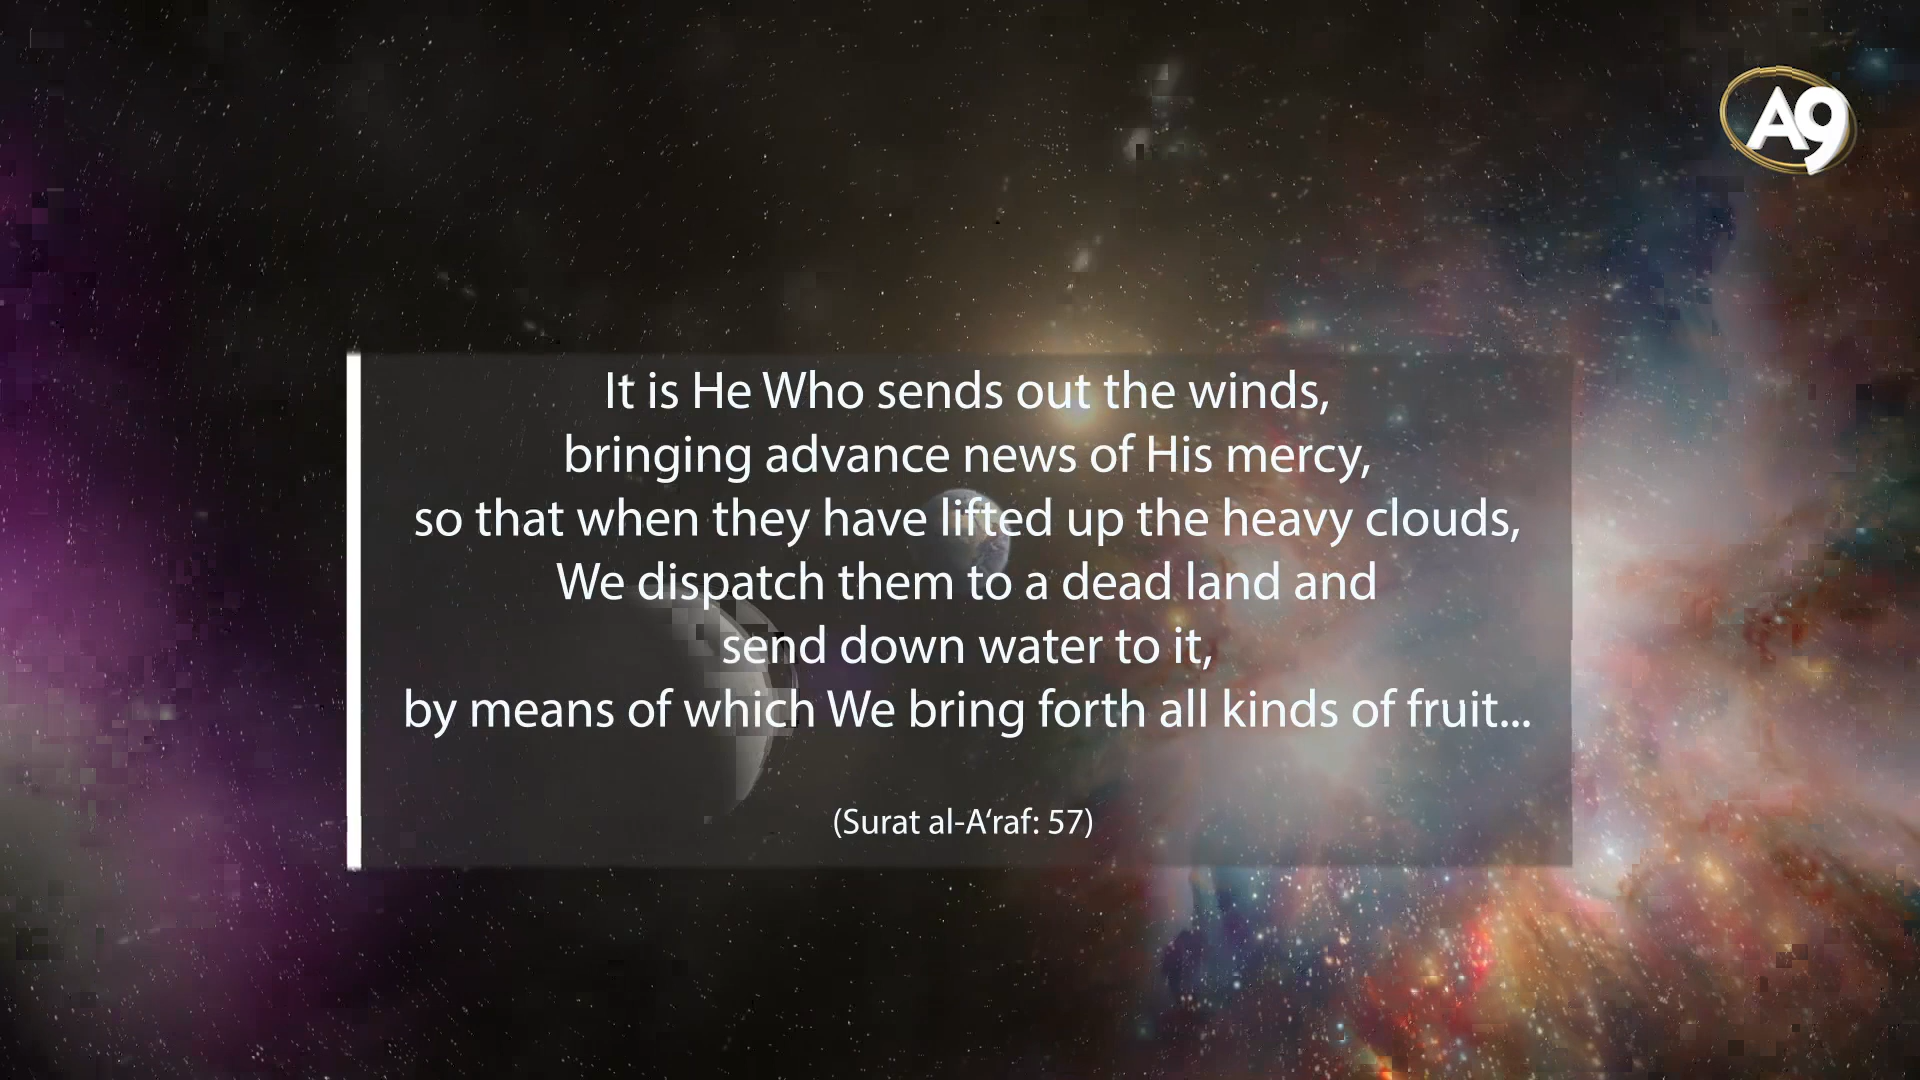 A9
It is He Who sends out the winds,
bringing advance news of His mercy,
so that when they have lifted up the heavy clouds,
We dispatch them to a dead land and
send down water to it,
by means of which We bring forth all kinds of fruit...
(Surat al-A‘raf: 57)